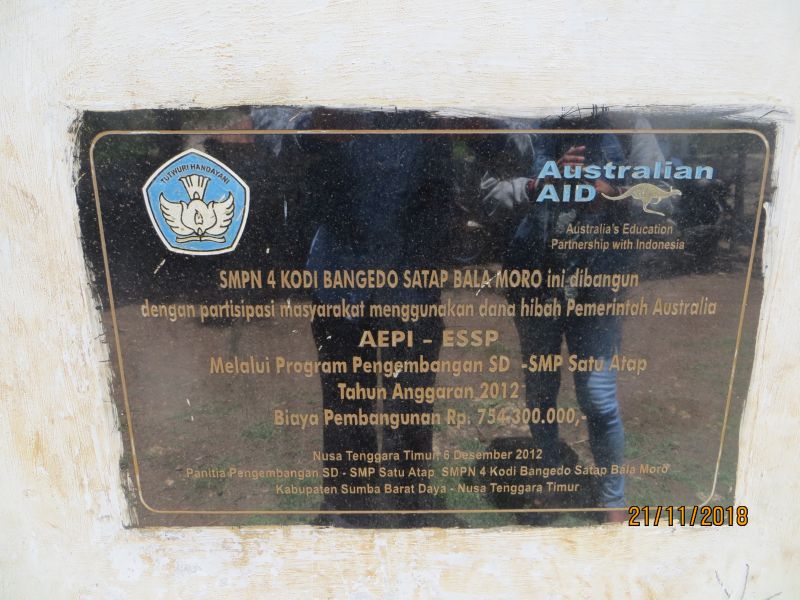 TUT WURI HANDAYANI
Australian
AID
Australia's Education
Partnership with Indonesia
SMPN 4 KODI BANGEDO SATAP BALA MORO ini dibangun
dengan partisipasi masyarakat menggunakan dana hibah Pemerintah Australia
AEPI - ESSP
Melalui Program Pengembangan SD -SMP Satu Atap
Tahun Anggaran 2012
Biaya Pembangunan Rp. 754.300.000,-
Nusa Tenggara Timur, 6 Desember 2012
Panitia Pengembangan SD - SMP Satu Atap SMPN 4 Kodi Bangedo Satap Bala Moro
Kabupaten Sumba Barat Daya - Nusa Tenggara Timur
21/11/2018